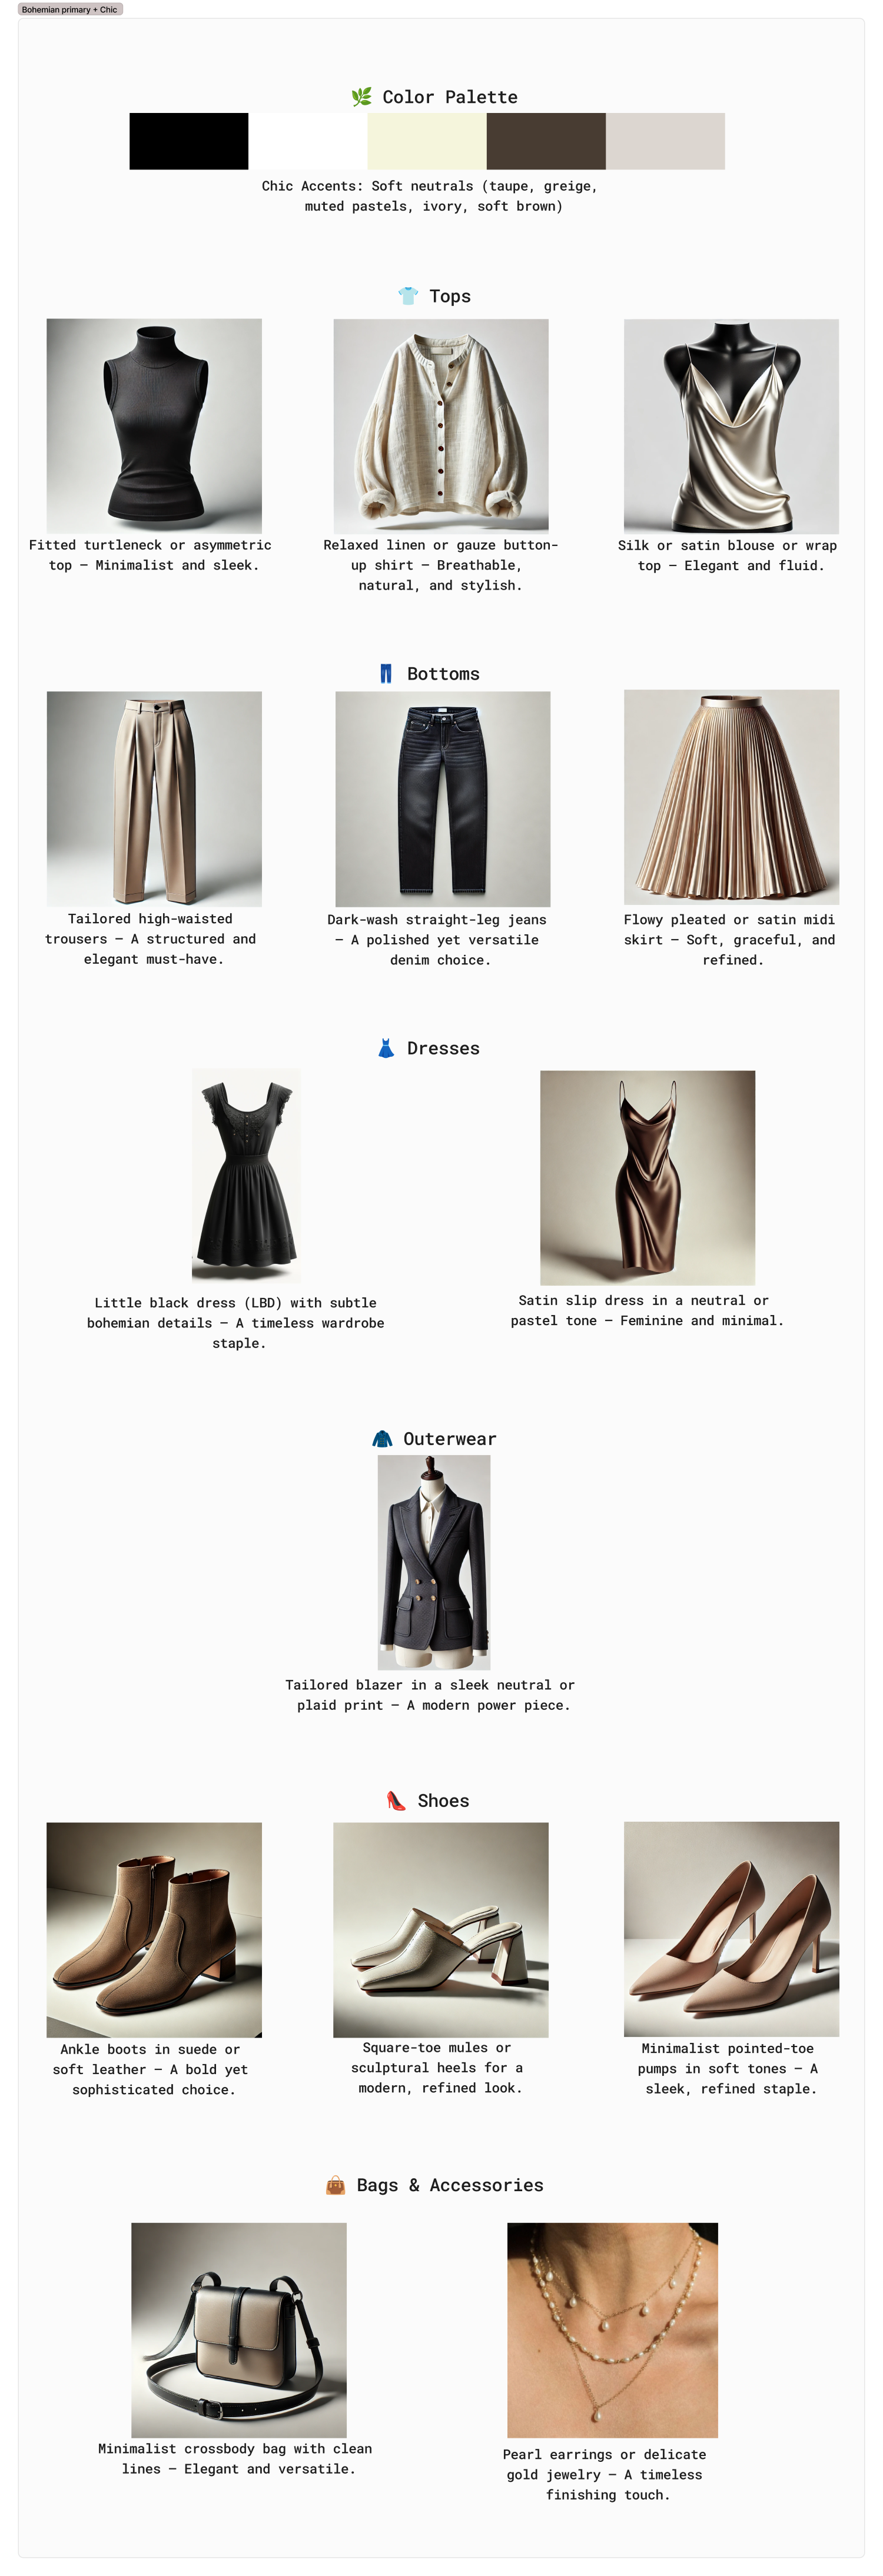 Bohemian primary + Chic
🌿 Color Palette
Chic Accents: Soft neutrals (taupe, greige,
muted pastels, ivory, soft brown)
👕 Tops
Fitted turtleneck or asymmetric
top – Minimalist and sleek.
Relaxed linen or gauze button-
up shirt – Breathable,
natural, and stylish.
Silk or satin blouse or wrap
top – Elegant and fluid.
👖 Bottoms
Tailored high-waisted
trousers – A structured and
elegant must-have.
Dark-wash straight-leg jeans
– A polished yet versatile
denim choice.
Flowy pleated or satin midi
skirt – Soft, graceful, and
refined.
👗 Dresses
Little black dress (LBD) with subtle
bohemian details – A timeless wardrobe
staple.
Satin slip dress in a neutral or
pastel tone – Feminine and minimal.
🧥 Outerwear
Tailored blazer in a sleek neutral or
plaid print – A modern power piece.
👠 Shoes
Ankle boots in suede or
soft leather – A bold yet
sophisticated choice.
Square-toe mules or
sculptural heels for a
modern, refined look.
Minimalist pointed-toe
pumps in soft tones – A
sleek, refined staple.
👜 Bags & Accessories
Minimalist crossbody bag with clean
lines – Elegant and versatile.
Pearl earrings or delicate
gold jewelry – A timeless
finishing touch.